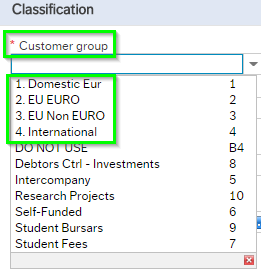 Classification
* Customer group
1. Domestic Eur 1
2. EU EURO 2
3. EU Non EURO 3
4. International 4
DO NOT USE B4
Debtors Ctrl - Investments 8
Intercompany 5
Research Projects 10
Self-Funded 6
Student Bursars 9
Student Fees 7